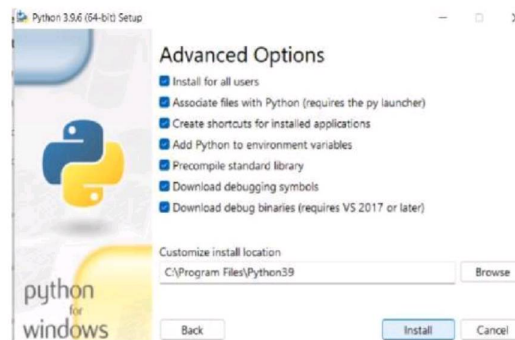 Python 3.9.6 (64-bit) Setup
Advanced Options
Install for all users
Associate files with Python (requires the py launcher)
Create shortcuts for installed applications
Add Python to environment variables
Precompile standard library
Download debugging symbols
Download debug binaries (requires VS 2017 or later)
Customize install location
C:\Program Files\Python39
Browse
python
for
windows
Back
Install
Cancel